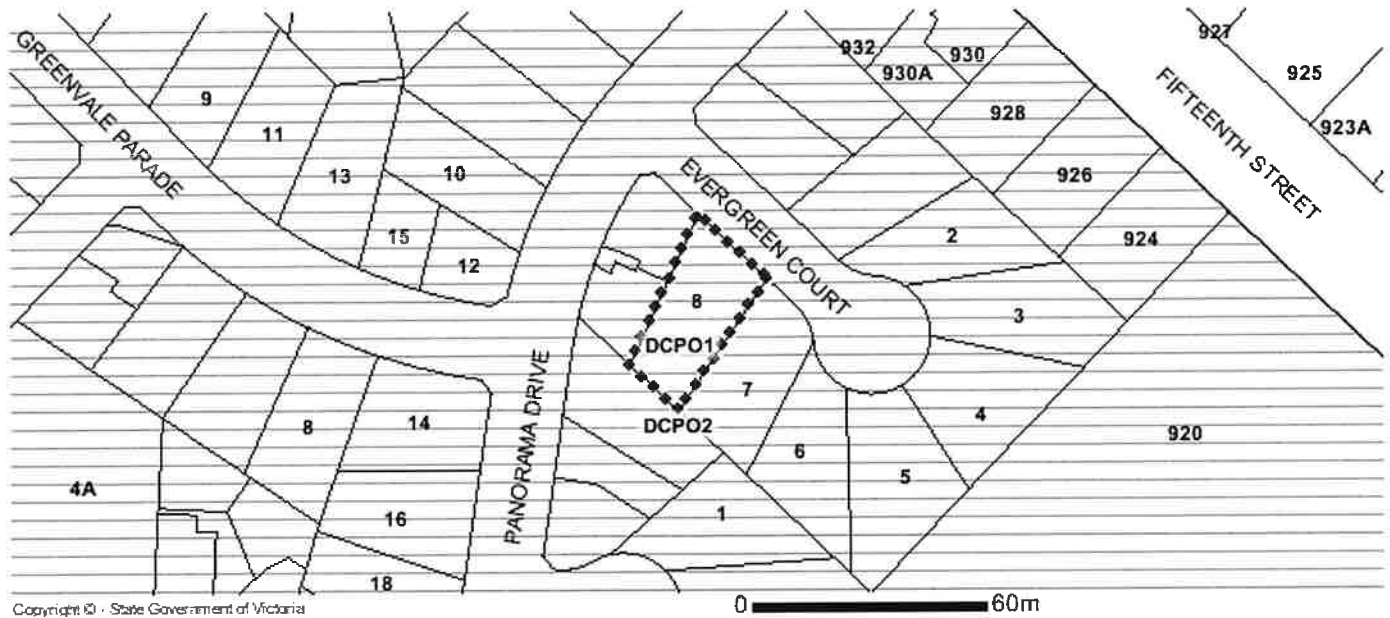 932
930
927
930A
925
GREENVALE PARADE
9
928
FIFTEENTH STREET
923A
11
13
10
EVERGREEN COURT
926
15
2
924
12
8
3
DCPO1
PANORAMA DRIVE
7
4
DCPO2
8
14
920
6
5
4A
16
1
18
Copyright © - State Government of Victoria
0 60m